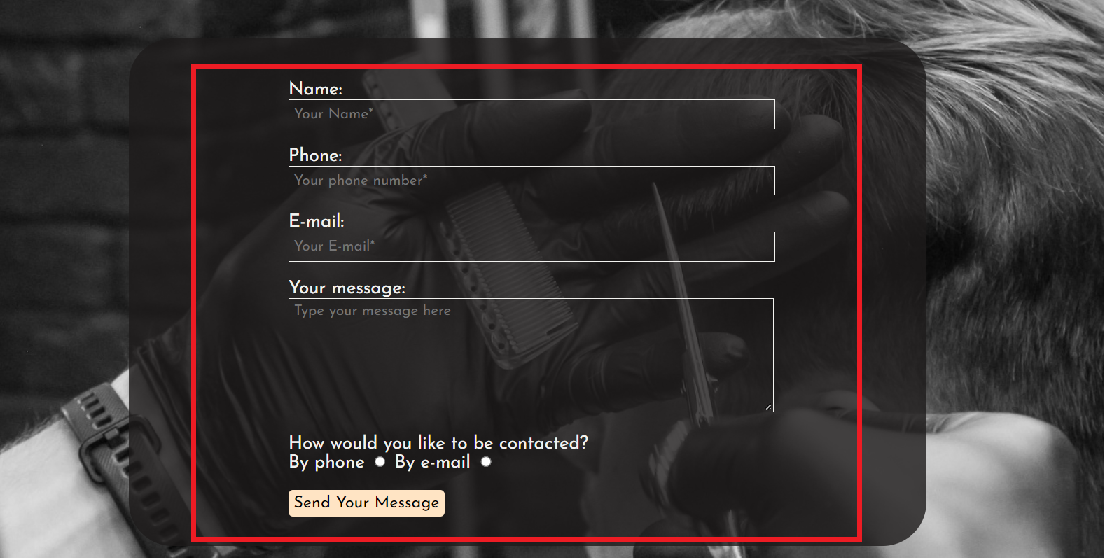 Name:
Your Name*
Phone:
Your phone number*
E-mail:
Your E-mail*
Your message:
Type your message here
How would you like to be contacted?
By phone By e-mail
Send Your Message